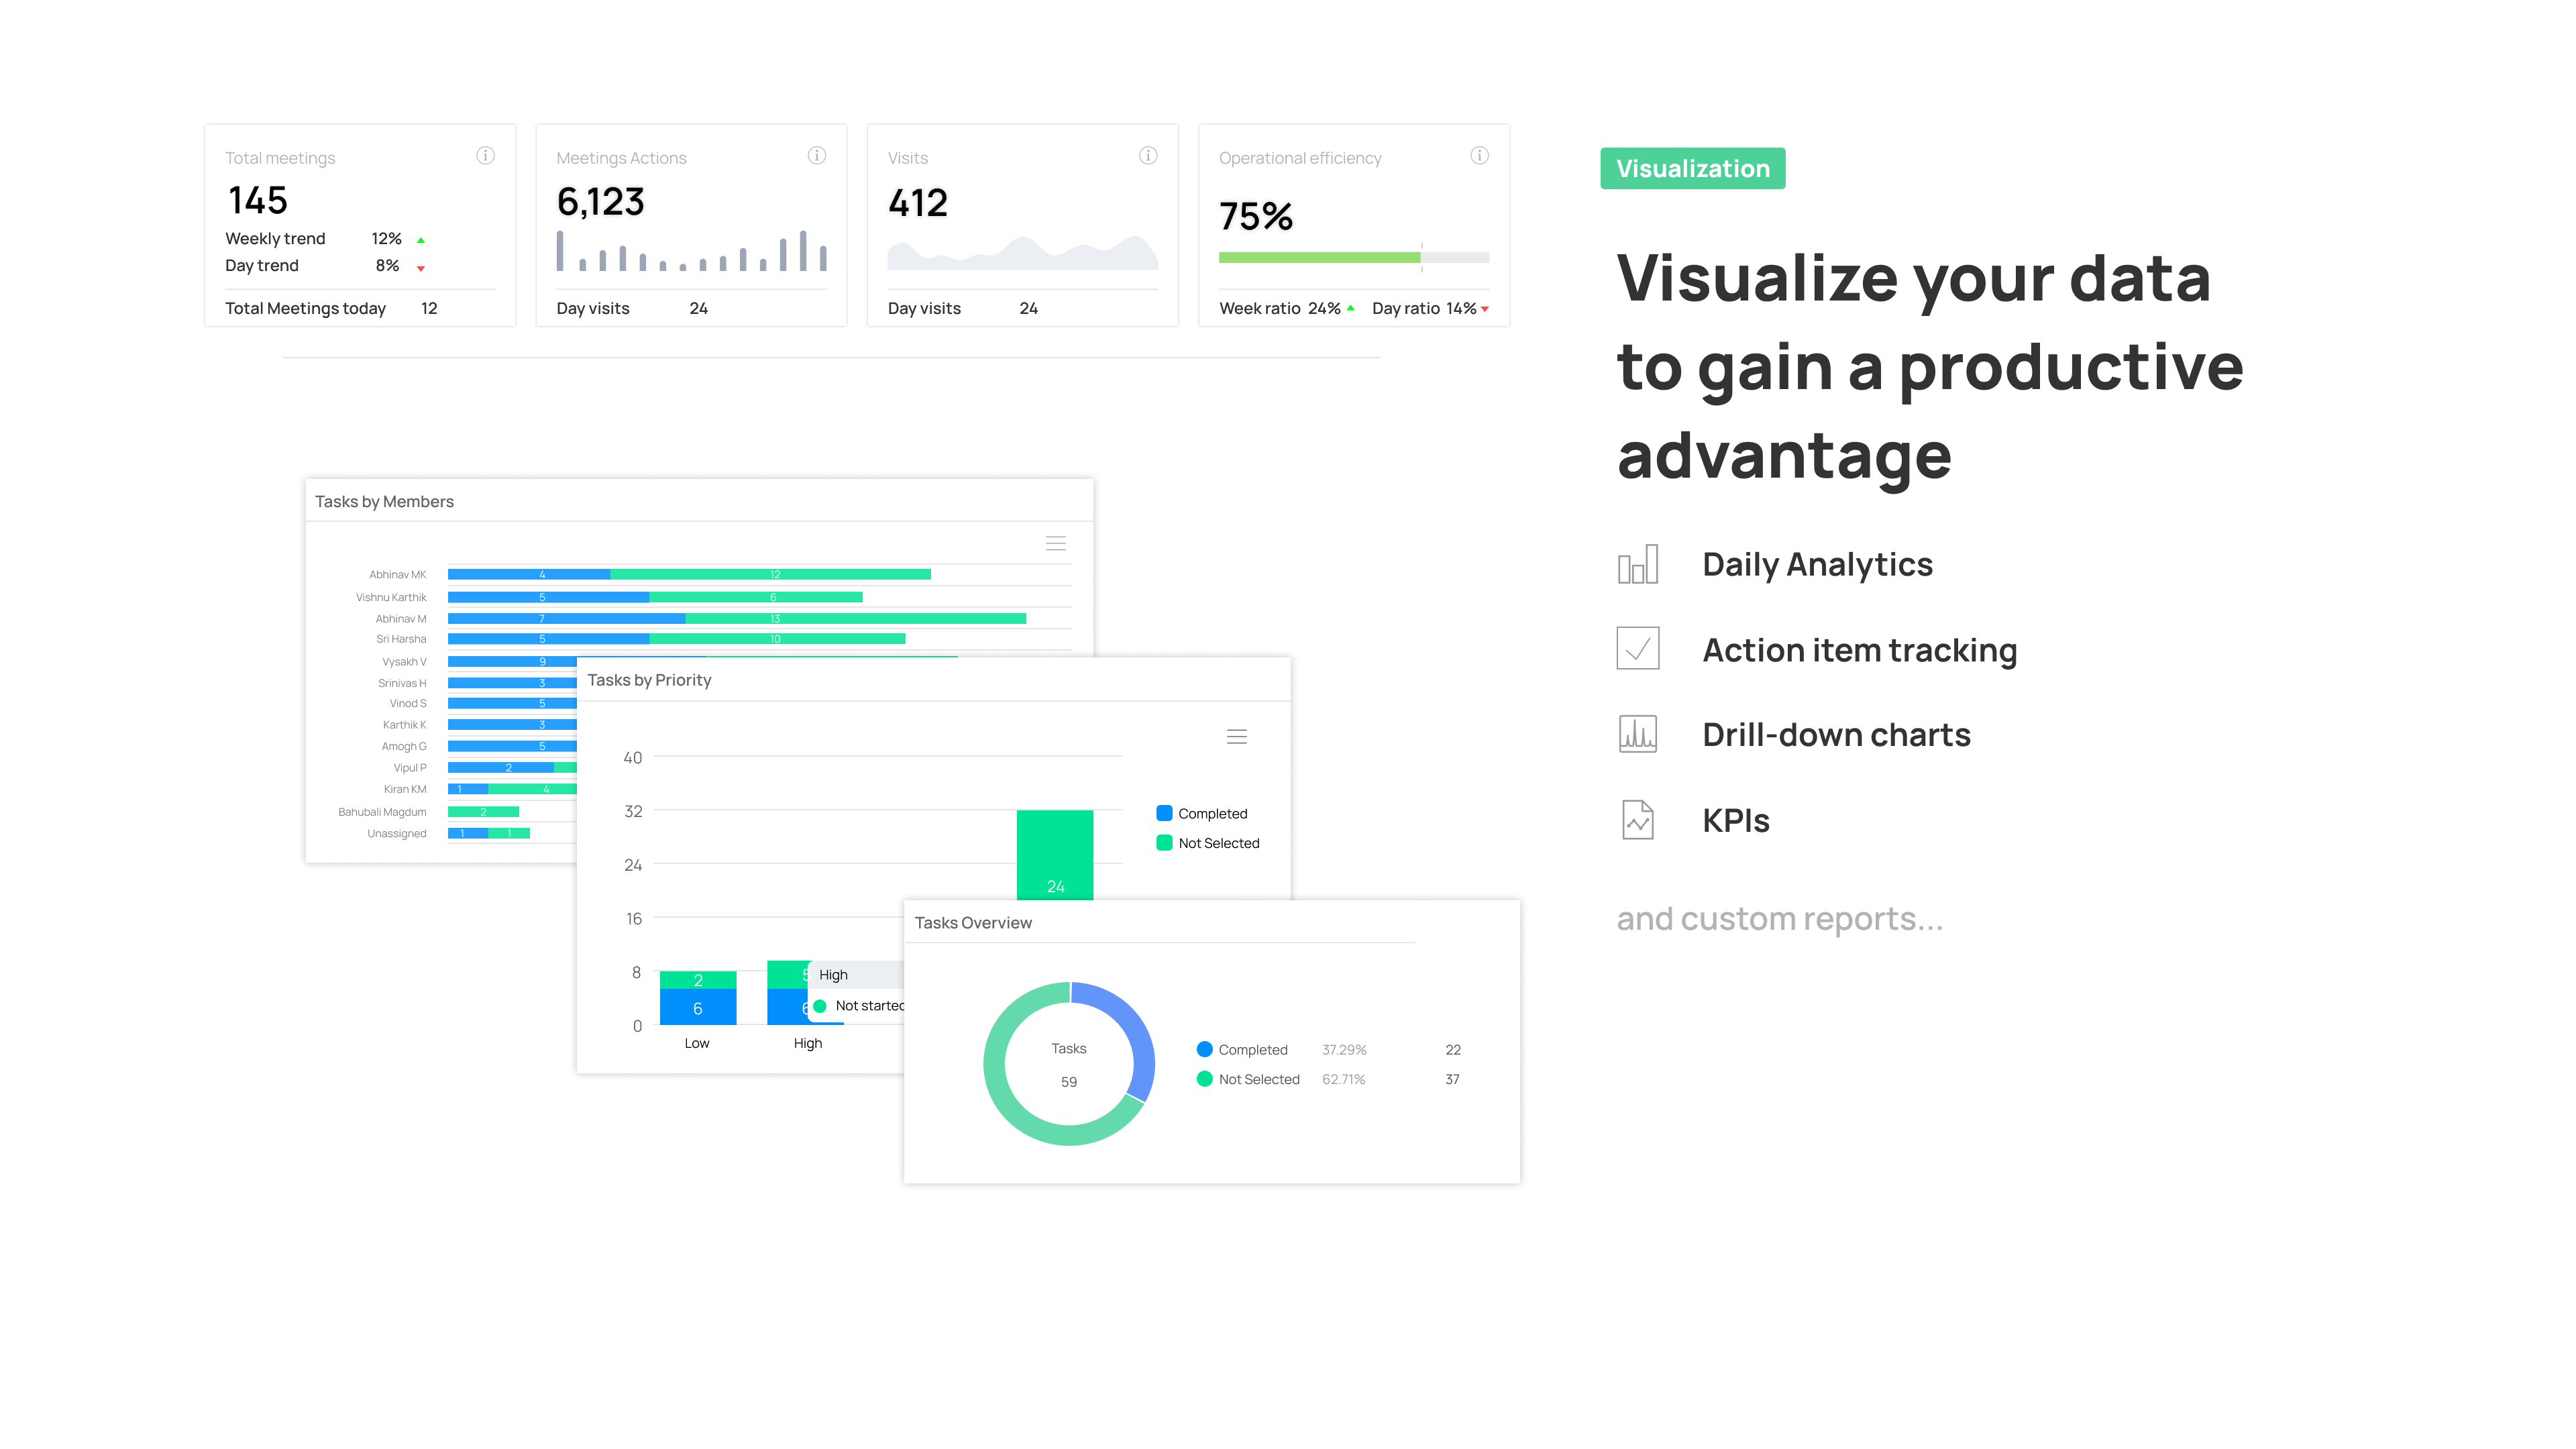 Total meetings
145
Weekly trend 12%
Day trend 8%
Total Meetings today 12
Meetings Actions
6,123
Day visits 24
Visits
412
Day visits 24
Operational efficiency
75%
Week ratio 24% Day ratio 14%
Visualization
Visualize your data
to gain a productive
advantage
Daily Analytics
Action item tracking
Drill-down charts
KPIs
and custom reports...
Tasks by Members
Abhinav MK 4 12
Vishnu Karthik 5 6
Abhinav M 7 13
Sri Harsha 5 10
Vysakh V 9
Srinivas H 3
Vinod S 5
Karthik K 3
Amogh G 5
Vipul P 2
Kiran KM 1 4
Bahubali Magdum 2
Unassigned 1 1
Tasks by Priority
40
32
24
16
8
0
24
2
6
5
6
Low
High
High
Not started
Completed
Not Selected
Tasks Overview
Tasks
59
Completed 37.29% 22
Not Selected 62.71% 37